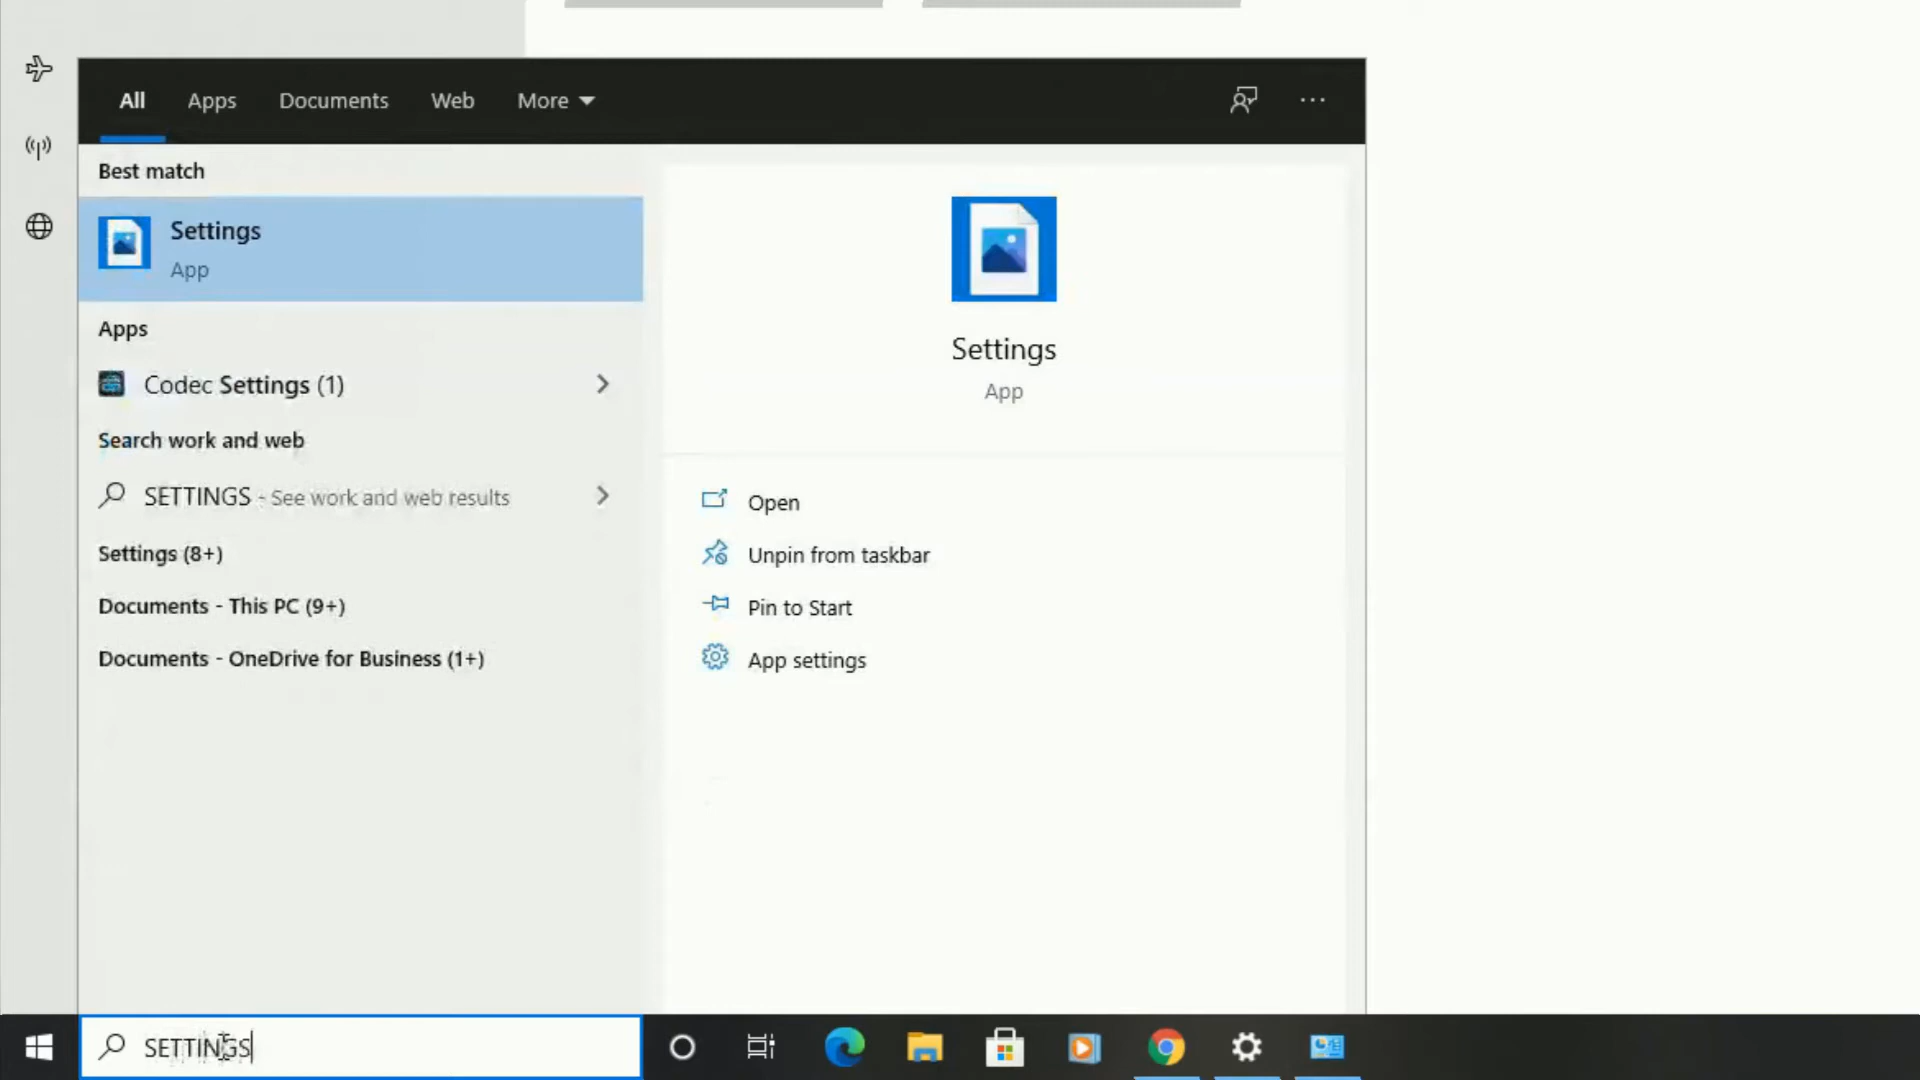 All Apps Documents Web More
Best match
Settings
App
Apps
Codec Settings (1)
Search work and web
SETTINGS - See work and web results
Settings (8+)
Documents - This PC (9+)
Documents - OneDrive for Business (1+)
Settings
App
Open
Unpin from taskbar
Pin to Start
App settings
SETTINGS